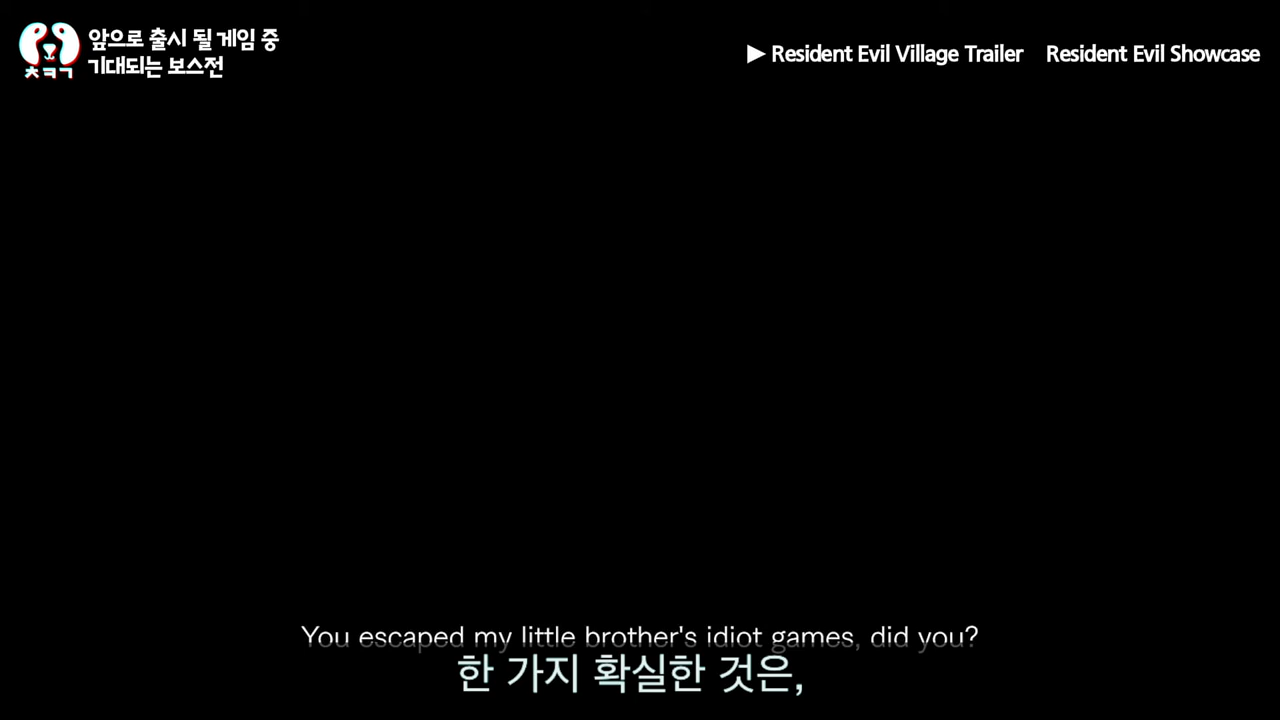 앞으로 출시 될 게임 중
기대되는 보스전
ㅊㅋㄱ
▶ Resident Evil Village Trailer Resident Evil Showcase
You escaped my little brother's idiot games, did you?
한 가지 확실한 것은,